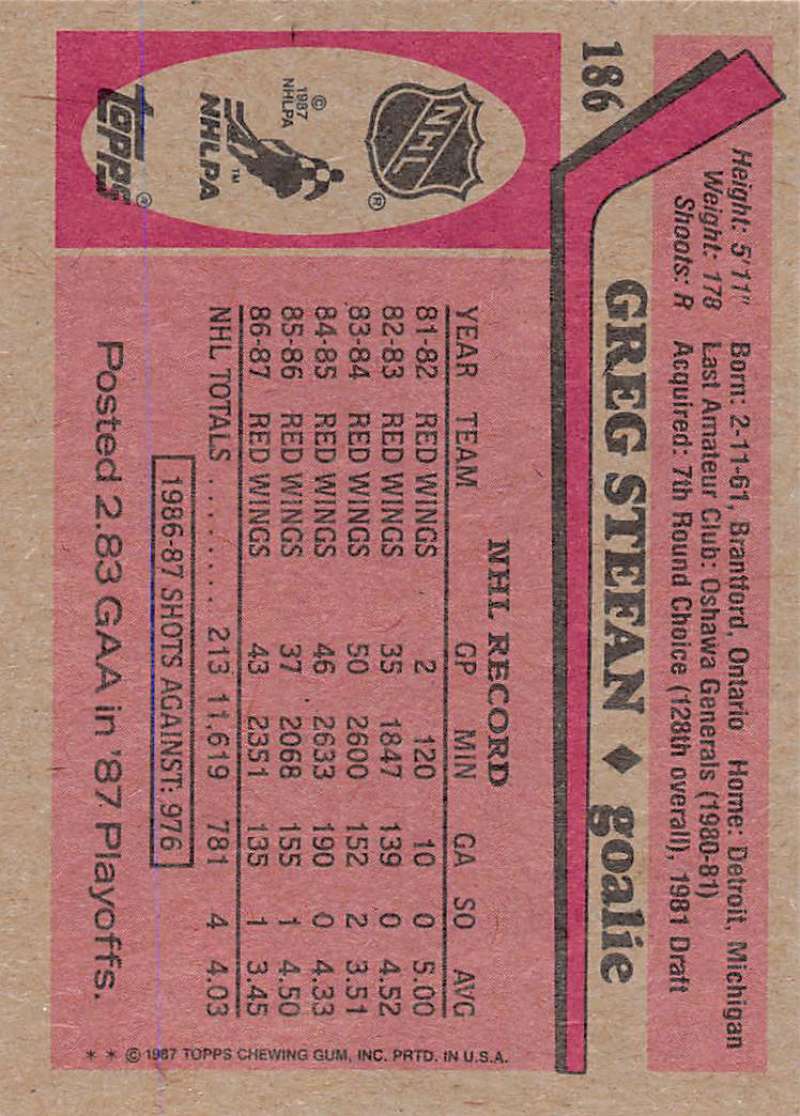 186
Height: 5'11" Born: 2-11-61, Brantford, Ontario Home: Detroit, Michigan
Weight: 178 Last Amateur Club: Oshawa Generals (1980-81)
Shoots: R Acquired: 7th Round Choice (128th overall), 1981 Draft
GREG STEFAN ♦ goalie
NHL
®
© 1987 NHLPA
NHLPA
TM
TOPPS®
NHL RECORD
YEAR TEAM GP MIN GA SO AVG
81-82 RED WINGS 2 120 10 0 5.00
82-83 RED WINGS 35 1847 139 0 4.52
83-84 RED WINGS 50 2600 152 2 3.51
84-85 RED WINGS 46 2633 190 0 4.33
85-86 RED WINGS 37 2068 155 1 4.50
86-87 RED WINGS 43 2351 135 1 3.45
NHL TOTALS ......... 213 11,619 781 4 4.03
1986-87 SHOTS AGAINST: 976
Posted 2.83 GAA in '87 Playoffs.
* * © 1987 TOPPS CHEWING GUM, INC. PRTD. IN U.S.A.